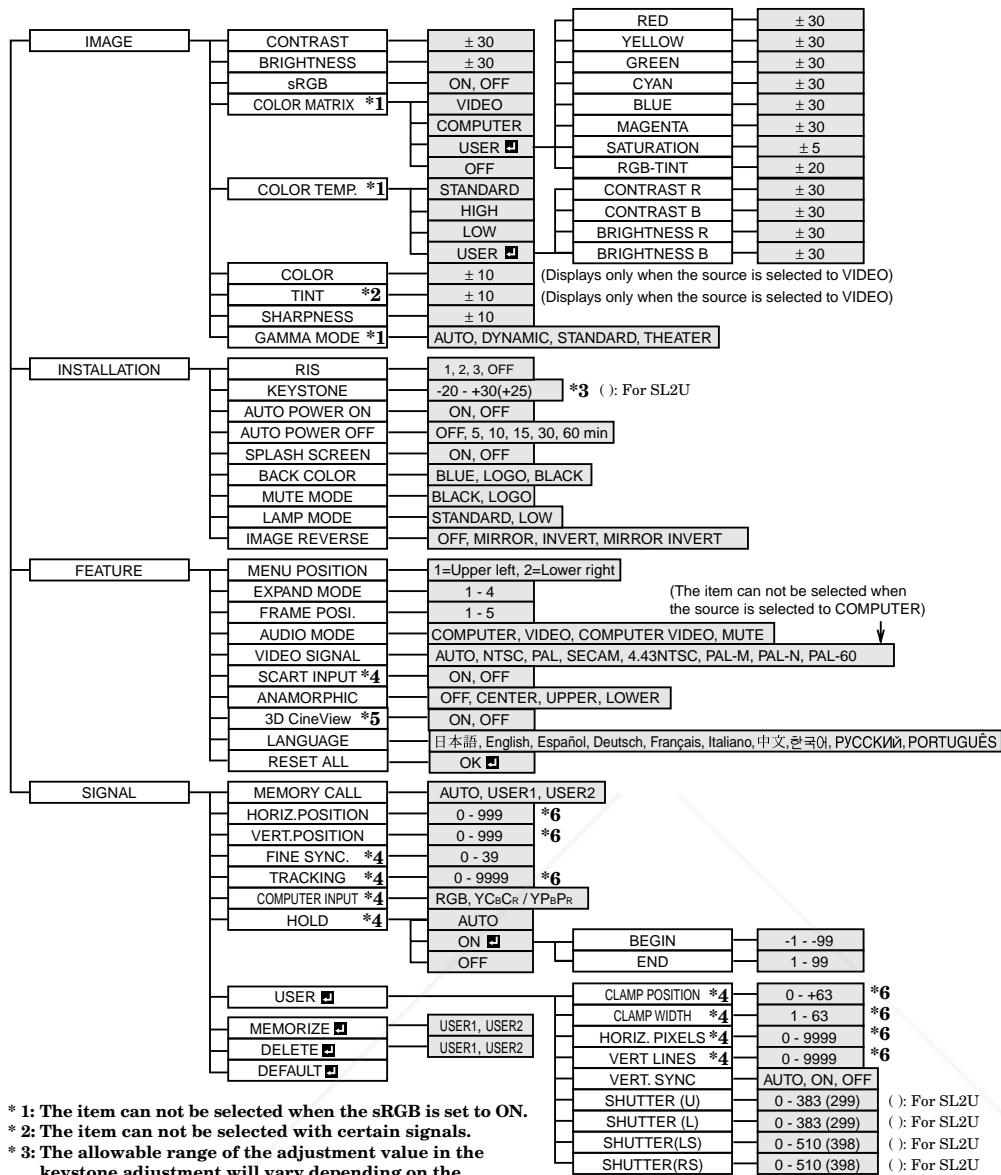 RED ± 30
IMAGE CONTRAST ± 30 YELLOW ± 30
BRIGHTNESS ± 30 GREEN ± 30
sRGB ON, OFF CYAN ± 30
COLOR MATRIX *1 VIDEO BLUE ± 30
COMPUTER MAGENTA ± 30
USER SATURATION ± 5
OFF RGB-TINT ± 20
COLOR TEMP. *1 STANDARD CONTRAST R ± 30
HIGH CONTRAST B ± 30
LOW BRIGHTNESS R ± 30
USER BRIGHTNESS B ± 30
COLOR ± 10 (Displays only when the source is selected to VIDEO)
TINT *2 ± 10 (Displays only when the source is selected to VIDEO)
SHARPNESS ± 10
GAMMA MODE *1 AUTO, DYNAMIC, STANDARD, THEATER
INSTALLATION RIS 1, 2, 3, OFF
KEYSTONE -20 - +30(+25) *3 ( ): For SL2U
AUTO POWER ON ON, OFF
AUTO POWER OFF OFF, 5, 10, 15, 30, 60 min
SPLASH SCREEN ON, OFF
BACK COLOR BLUE, LOGO, BLACK
MUTE MODE BLACK, LOGO
LAMP MODE STANDARD, LOW
IMAGE REVERSE OFF, MIRROR, INVERT, MIRROR INVERT
FEATURE MENU POSITION 1=Upper left, 2=Lower right
EXPAND MODE 1 - 4 (The item can not be selected when
FRAME POSI. 1 - 5 the source is selected to COMPUTER)
AUDIO MODE COMPUTER, VIDEO, COMPUTER VIDEO, MUTE
VIDEO SIGNAL AUTO, NTSC, PAL, SECAM, 4.43NTSC, PAL-M, PAL-N, PAL-60
SCART INPUT *4 ON, OFF
ANAMORPHIC OFF, CENTER, UPPER, LOWER
3D CineView *5 ON, OFF
LANGUAGE 日本語, English, Español, Deutsch, Français, Italiano, 中文, 한국어, РУССКИЙ, PORTUGUÊS
RESET ALL OK
SIGNAL MEMORY CALL AUTO, USER1, USER2
HORIZ.POSITION 0 - 999 *6
VERT.POSITION 0 - 999 *6
FINE SYNC. *4 0 - 39
TRACKING *4 0 - 9999 *6
COMPUTER INPUT *4 RGB, YCBCR / YPBPR
HOLD *4 AUTO
ON BEGIN -1 - -99
OFF END 1 - 99
USER CLAMP POSITION *4 0 - +63 *6
CLAMP WIDTH *4 1 - 63 *6
MEMORIZE USER1, USER2 HORIZ. PIXELS *4 0 - 9999 *6
DELETE USER1, USER2 VERT LINES *4 0 - 9999 *6
DEFAULT VERT. SYNC AUTO, ON, OFF
SHUTTER (U) 0 - 383 (299) ( ): For SL2U
SHUTTER (L) 0 - 383 (299) ( ): For SL2U
SHUTTER(LS) 0 - 510 (398) ( ): For SL2U
SHUTTER(RS) 0 - 510 (398) ( ): For SL2U
* 1: The item can not be selected when the sRGB is set to ON.
* 2: The item can not be selected with certain signals.
* 3: The allowable range of the adjustment value in the
keystone adjustment will vary depending on the